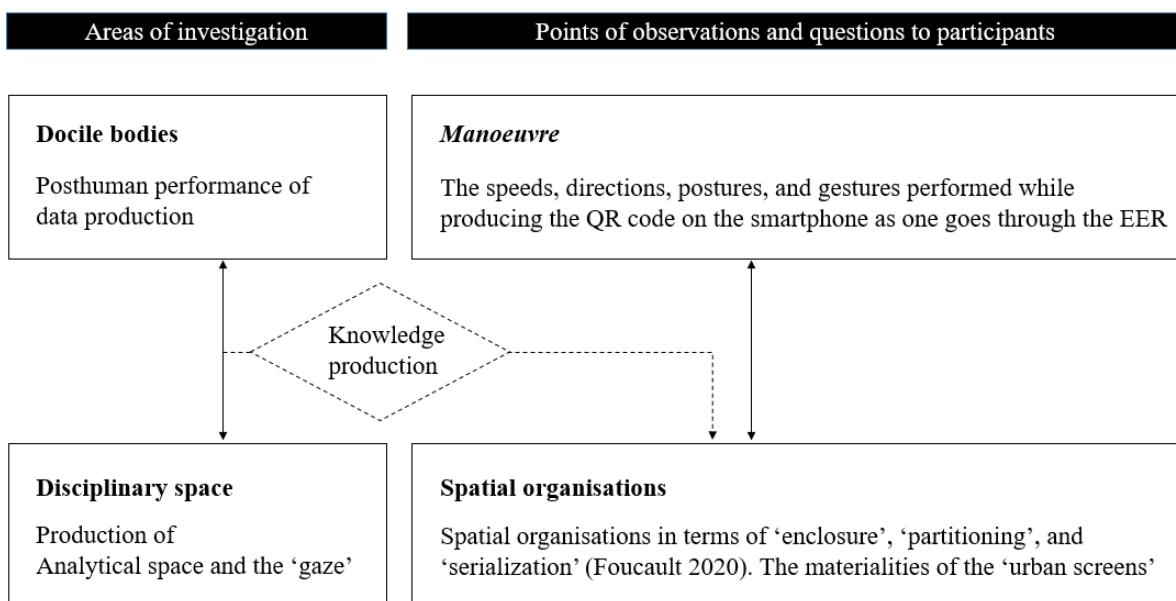 Areas of investigation
Points of observations and questions to participants
Docile bodies
Posthuman performance of
data production
Manoeuvre
The speeds, directions, postures, and gestures performed while
producing the QR code on the smartphone as one goes through the EER
Knowledge
production
Disciplinary space
Production of
Analytical space and the ‘gaze’
Spatial organisations
Spatial organisations in terms of ‘enclosure’, ‘partitioning’, and
‘serialization’ (Foucault 2020). The materialities of the ‘urban screens’